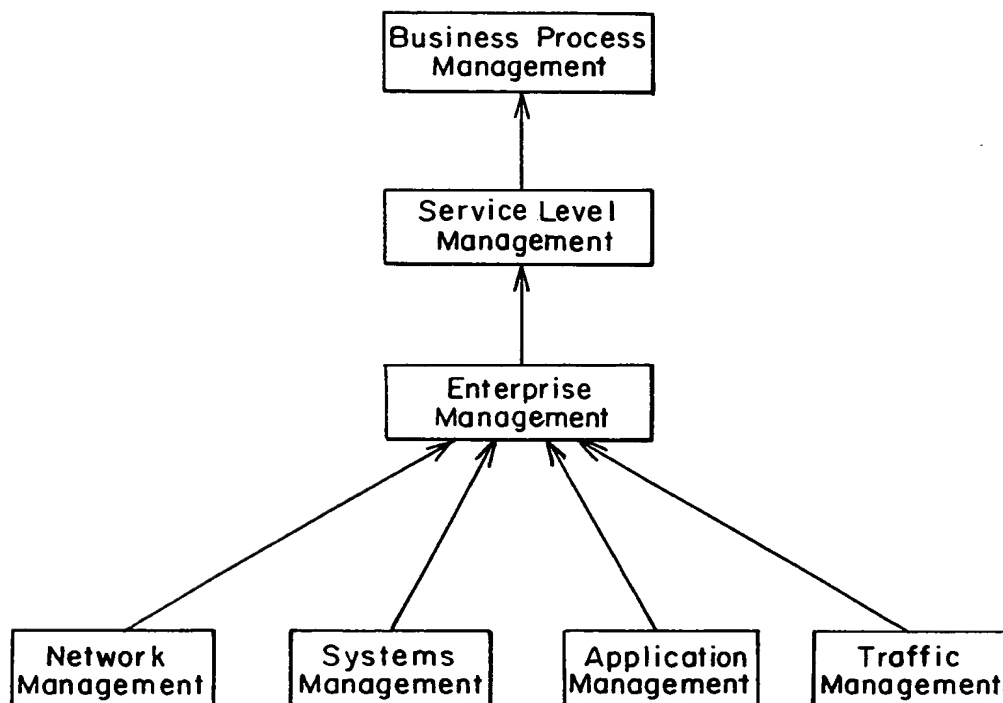 Business Process
Management
Service Level
Management
Enterprise
Management
Network
Management
Systems
Management
Application
Management
Traffic
Management